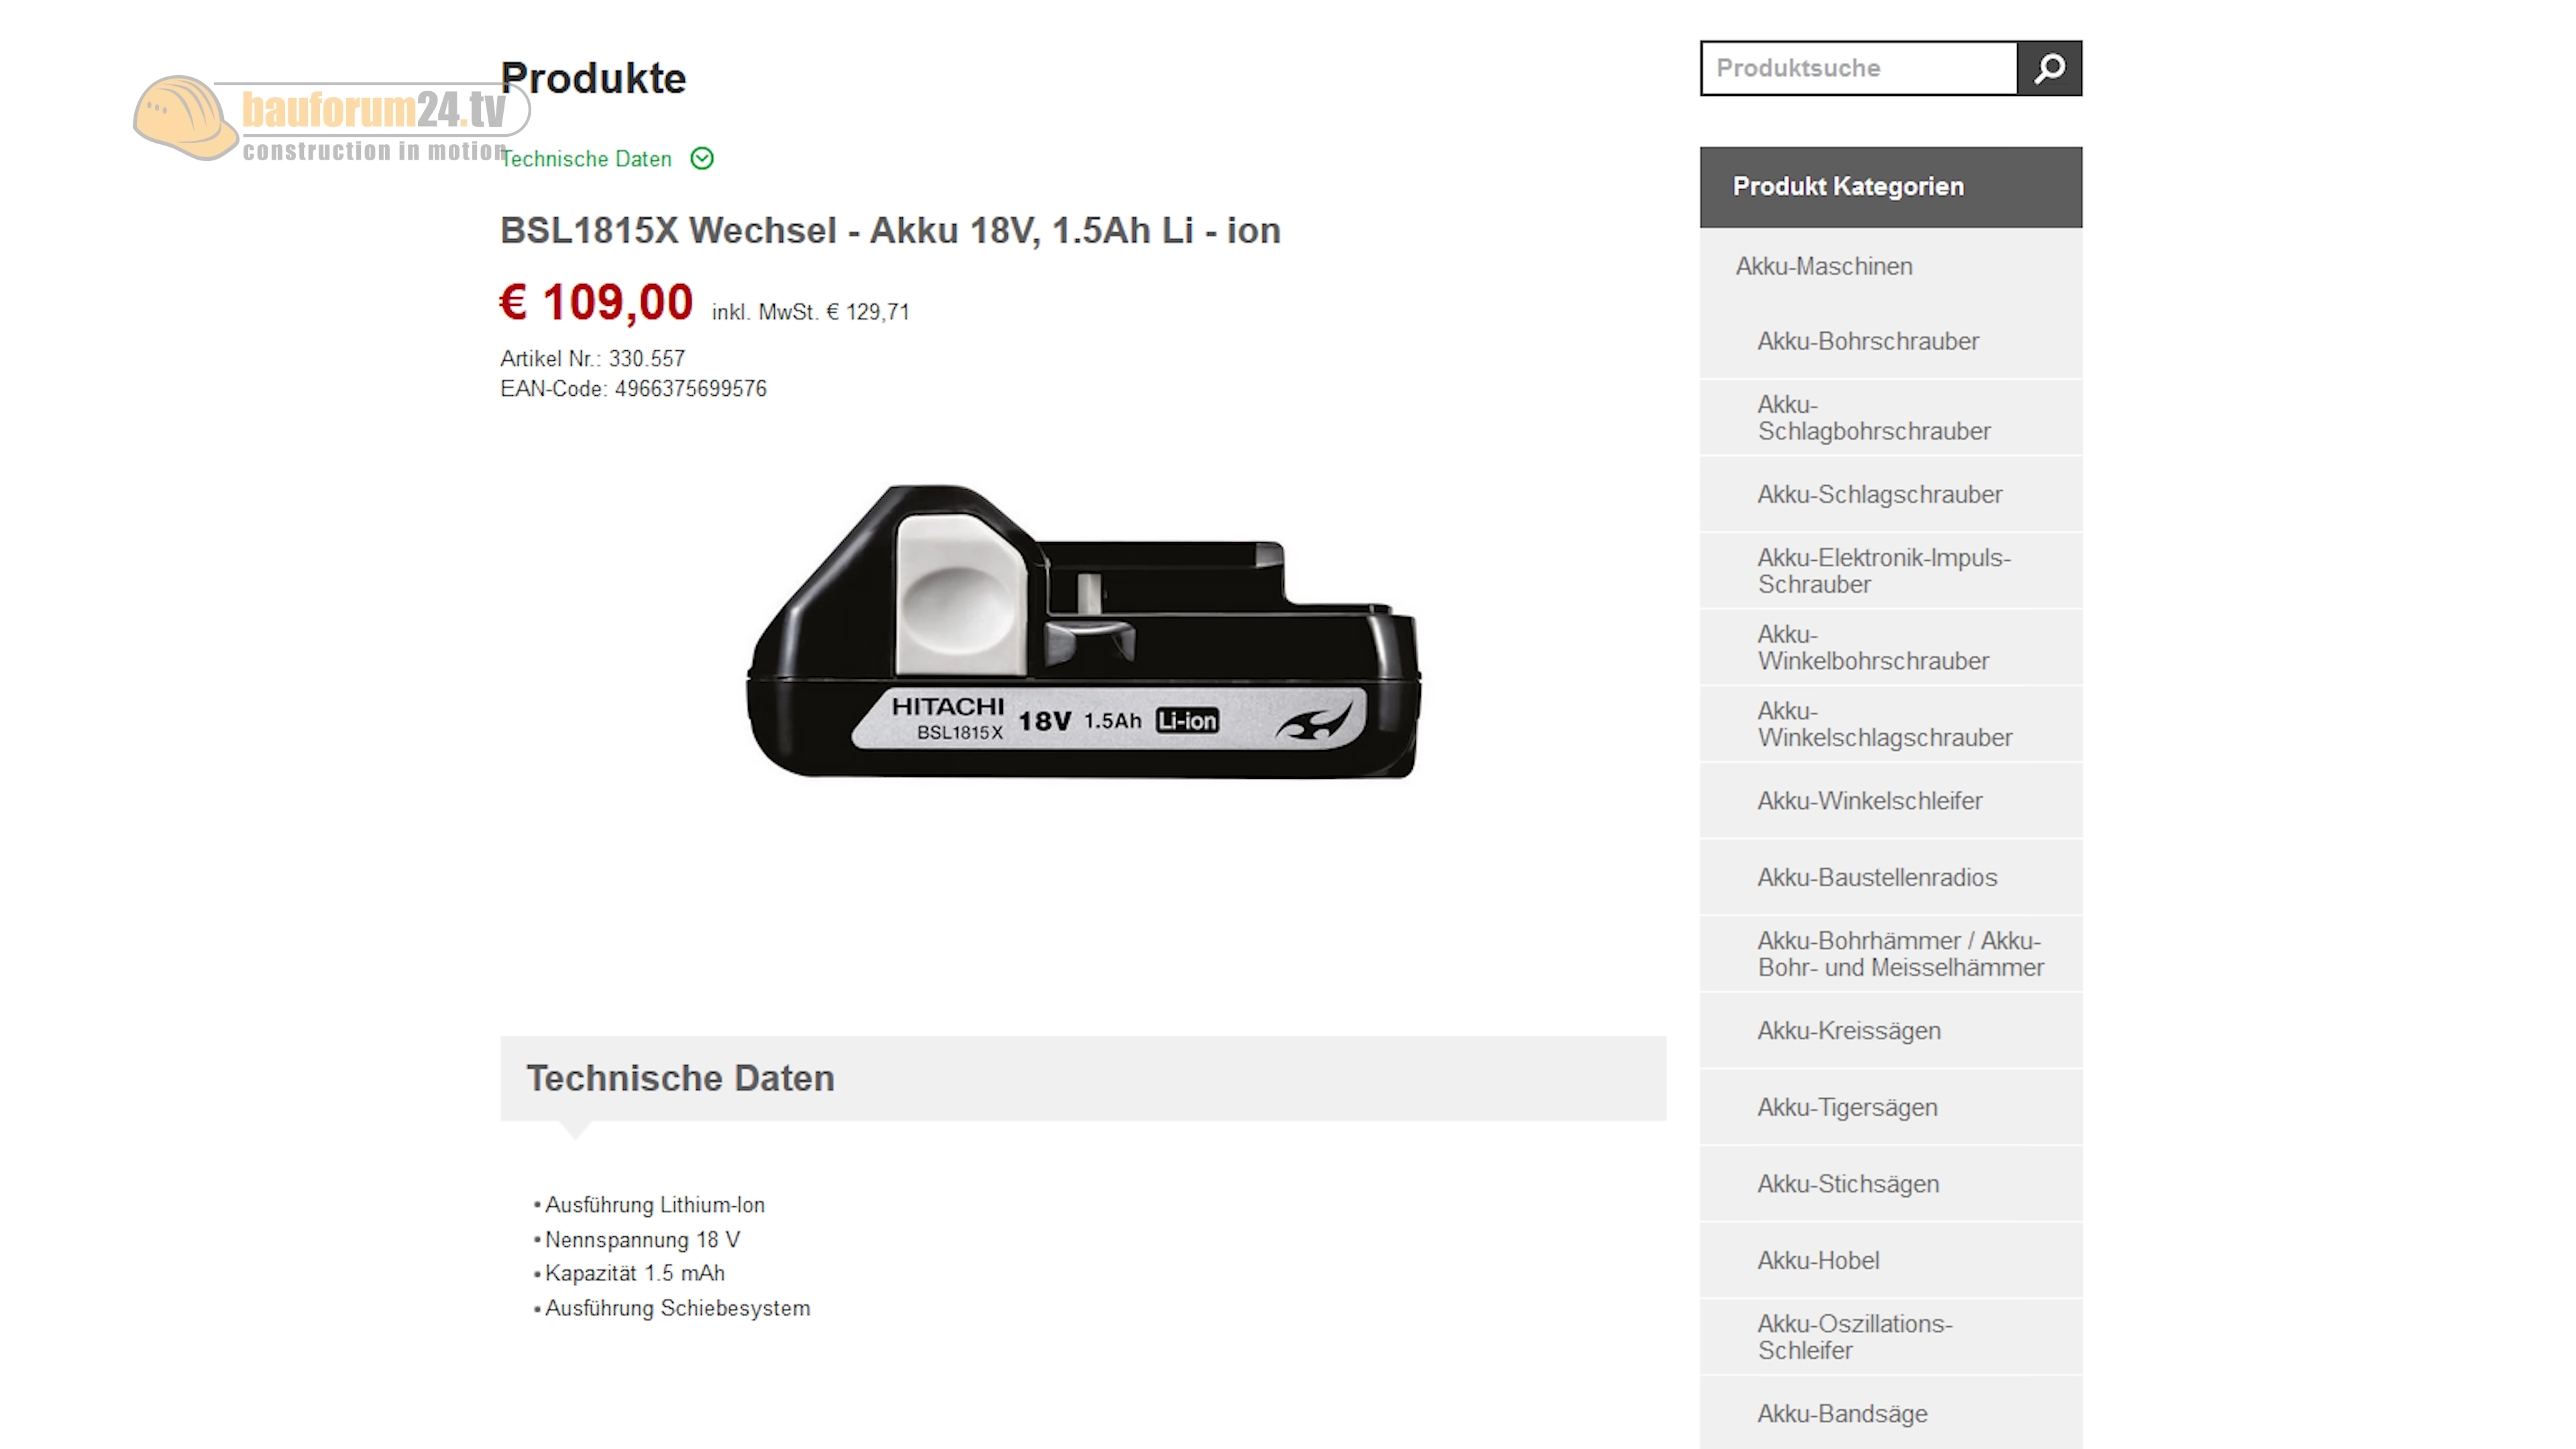 bauforum24.tv
construction in motion
Produkte
Technische Daten
BSL1815X Wechsel - Akku 18V, 1.5Ah Li - ion
€ 109,00 inkl. MwSt. € 129,71
Artikel Nr.: 330.557
EAN-Code: 4966375699576
HITACHI
BSL1815X
18V 1.5Ah Li-ion
Technische Daten
• Ausführung Lithium-Ion
• Nennspannung 18 V
• Kapazität 1.5 mAh
• Ausführung Schiebesystem
Produktsuche
Produkt Kategorien
Akku-Maschinen
Akku-Bohrschrauber
Akku-
Schlagbohrschrauber
Akku-Schlagschrauber
Akku-Elektronik-Impuls-
Schrauber
Akku-
Winkelbohrschrauber
Akku-
Winkelschlagschrauber
Akku-Winkelschleifer
Akku-Baustellenradios
Akku-Bohrhämmer / Akku-
Bohr- und Meisselhämmer
Akku-Kreissägen
Akku-Tigersägen
Akku-Stichsägen
Akku-Hobel
Akku-Oszillations-
Schleifer
Akku-Bandsäge